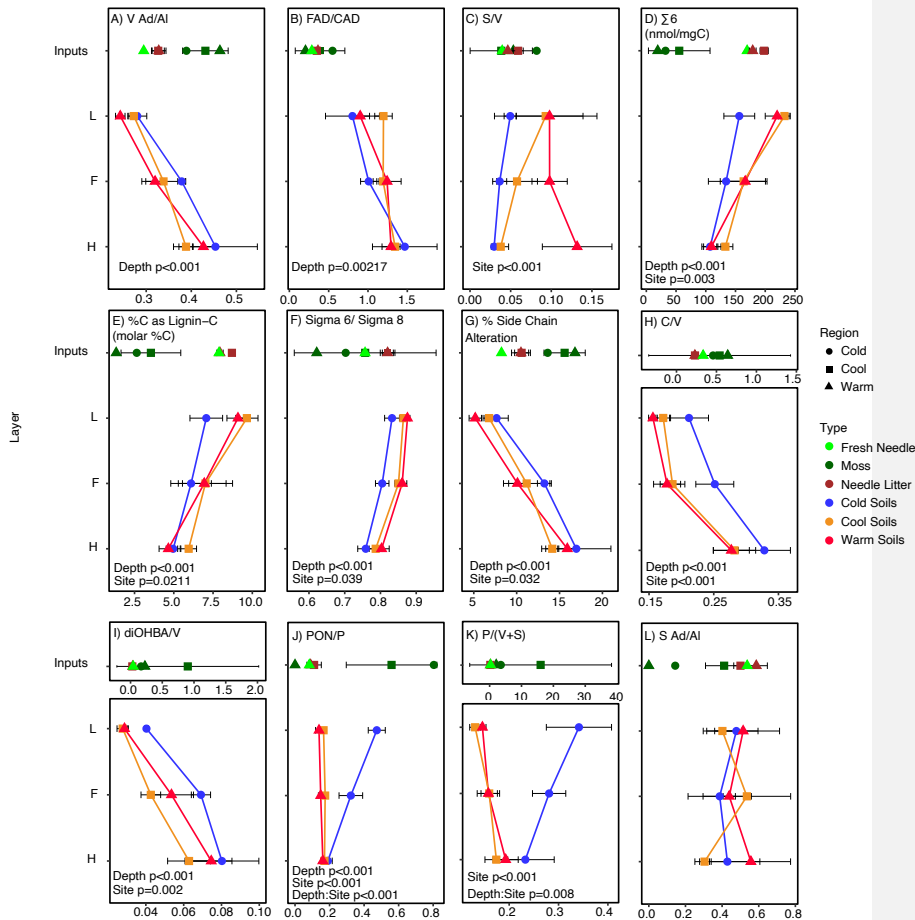 A) V Ad/Al
B) FAD/CAD
C) S/V
D) ∑6
(nmol/mgC)
Inputs
L
F
H
Depth p<0.001
Depth p=0.00217
Site p<0.001
Depth p<0.001
Site p=0.003
0.3 0.4 0.5
0.0 0.6 1.2 1.8
0.00 0.05 0.10 0.15
0 50 100 150 200 250
E) %C as Lignin−C
(molar %C)
F) Sigma 6/ Sigma 8
G) % Side Chain
Alteration
H) C/V
Inputs
0.0 0.5 1.0 1.5
L
F
H
Depth p<0.001
Site p=0.0211
Depth p<0.001
Site p=0.039
Depth p<0.001
Site p=0.032
Depth p<0.001
Site p<0.001
2.5 5.0 7.5 10.0
0.6 0.7 0.8 0.9
5 10 15 20
0.15 0.25 0.35
I) diOHBA/V
J) PON/P
K) P/(V+S)
L) S Ad/Al
Inputs
0.0 0.5 1.0 1.5 2.0
0 10 20 30 40
L
F
H
Depth p<0.001
Site p=0.002
Depth p<0.001
Site p<0.001
Depth:Site p<0.001
Site p<0.001
Depth:Site p=0.008
0.04 0.06 0.08 0.10
0.0 0.2 0.4 0.6 0.8
0.2 0.3 0.4
0.0 0.2 0.4 0.6 0.8
Layer
Region
Cold
Cool
Warm
Type
Fresh Needle
Moss
Needle Litter
Cold Soils
Cool Soils
Warm Soils